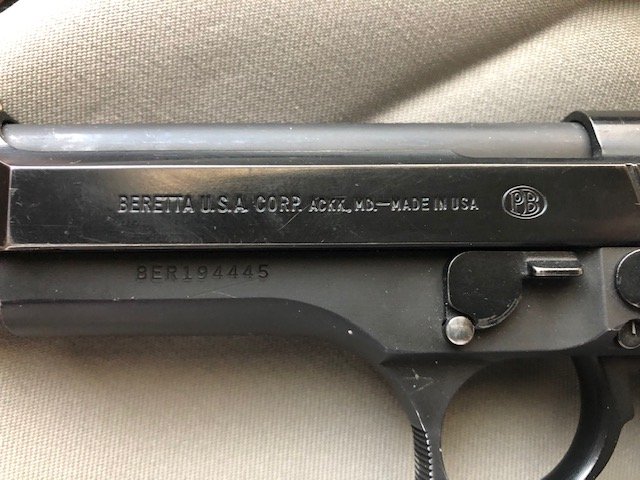 BERETTA U.S.A. CORP. ACKK., MD.—MADE IN USA PB
BER194445